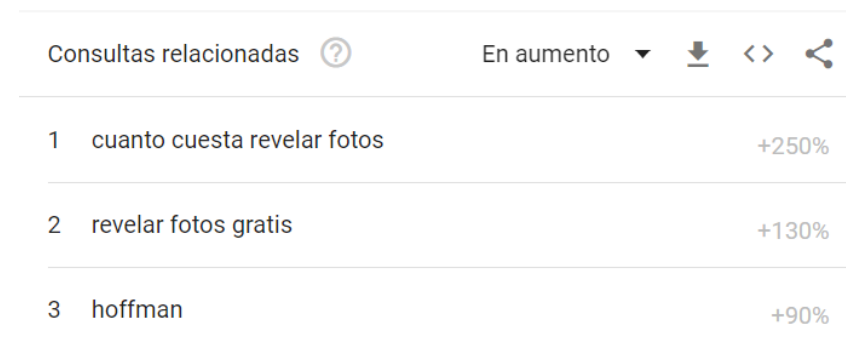 Consultas relacionadas ? En aumento <>
1 cuanto cuesta revelar fotos +250%
2 revelar fotos gratis +130%
3 hoffman +90%